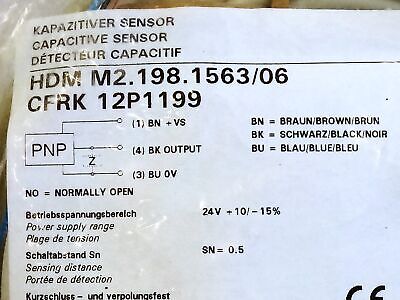 KAPAZITIVER SENSOR
CAPACITIVE SENSOR
DÉTECTEUR CAPACITIF
HDM M2.198.1563/06
CFRK 12P1199
(1) BN +VS
PNP
Z
(4) BK OUTPUT
(3) BU 0V
BN = BRAUN/BROWN/BRUN
BK = SCHWARZ/BLACK/NOIR
BU = BLAU/BLUE/BLEU
NO = NORMALLY OPEN
Betriebsspannungsbereich
Power supply range
Plage de tension
24V +10/-15%
Schaltabstand Sn
Sensing distance
Portée de détection
SN= 0.5
Kurzschluss - und verpolungsfest
CE